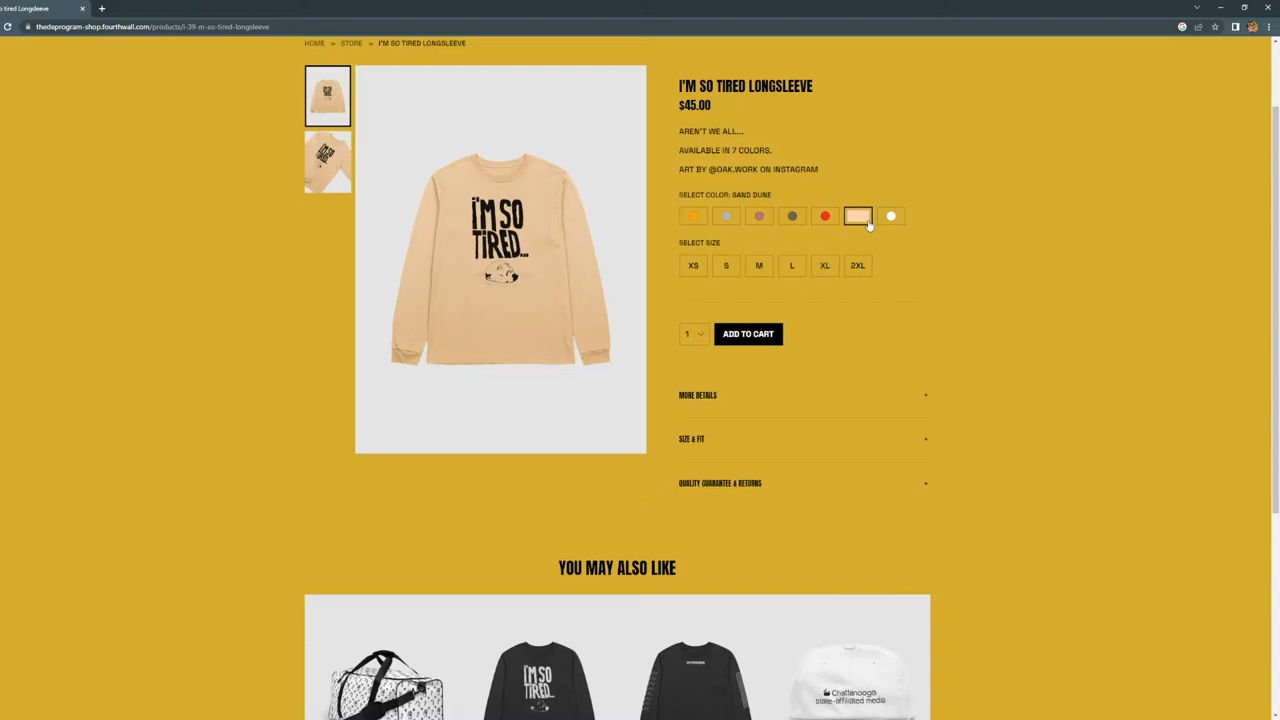 o tired Longsleeve
thedeprogram-shop.fourthwall.com/products/i-39-m-so-tired-longsleeve
HOME » STORE » I'M SO TIRED LONGSLEEVE
I'M SO TIRED...
I'M SO TIRED LONGSLEEVE
$45.00
AREN'T WE ALL...
AVAILABLE IN 7 COLORS.
ART BY @OAK.WORK ON INSTAGRAM
SELECT COLOR: SAND DUNE
SELECT SIZE
XS S M L XL 2XL
1 ADD TO CART
i'M SO
TiRED...
MORE DETAILS +
SIZE & FIT +
QUALITY GUARANTEE & RETURNS +
YOU MAY ALSO LIKE
i'M SO
TiRED...
Chattanooga
state-affiliated media